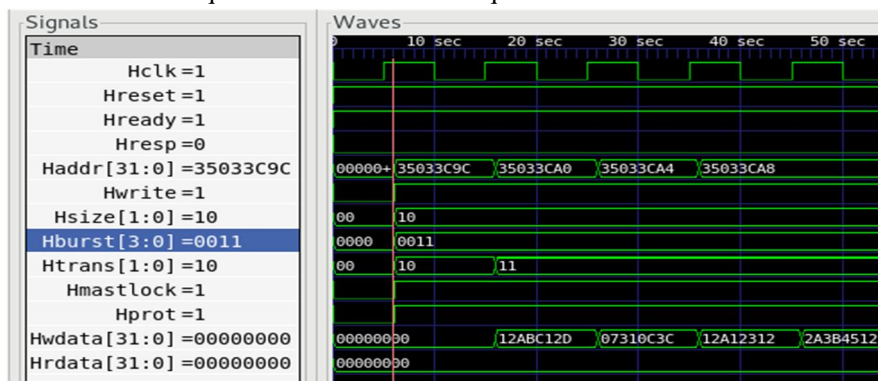 Signals
Waves
Time
0 10 sec 20 sec 30 sec 40 sec 50 sec
Hclk=1
Hreset=1
Hready=1
Hresp=0
Haddr[31:0]=35033C9C 00000+ 35033C9C 35033CA0 35033CA4 35033CA8
Hwrite=1
Hsize[1:0]=10 00 10
Hburst[3:0]=0011 0000 0011
Htrans[1:0]=10 00 10 11
Hmastlock=1
Hprot=1
Hwdata[31:0]=00000000 00000000 12ABC12D 07310C3C 12A12312 2A3B4512
Hrdata[31:0]=00000000 00000000